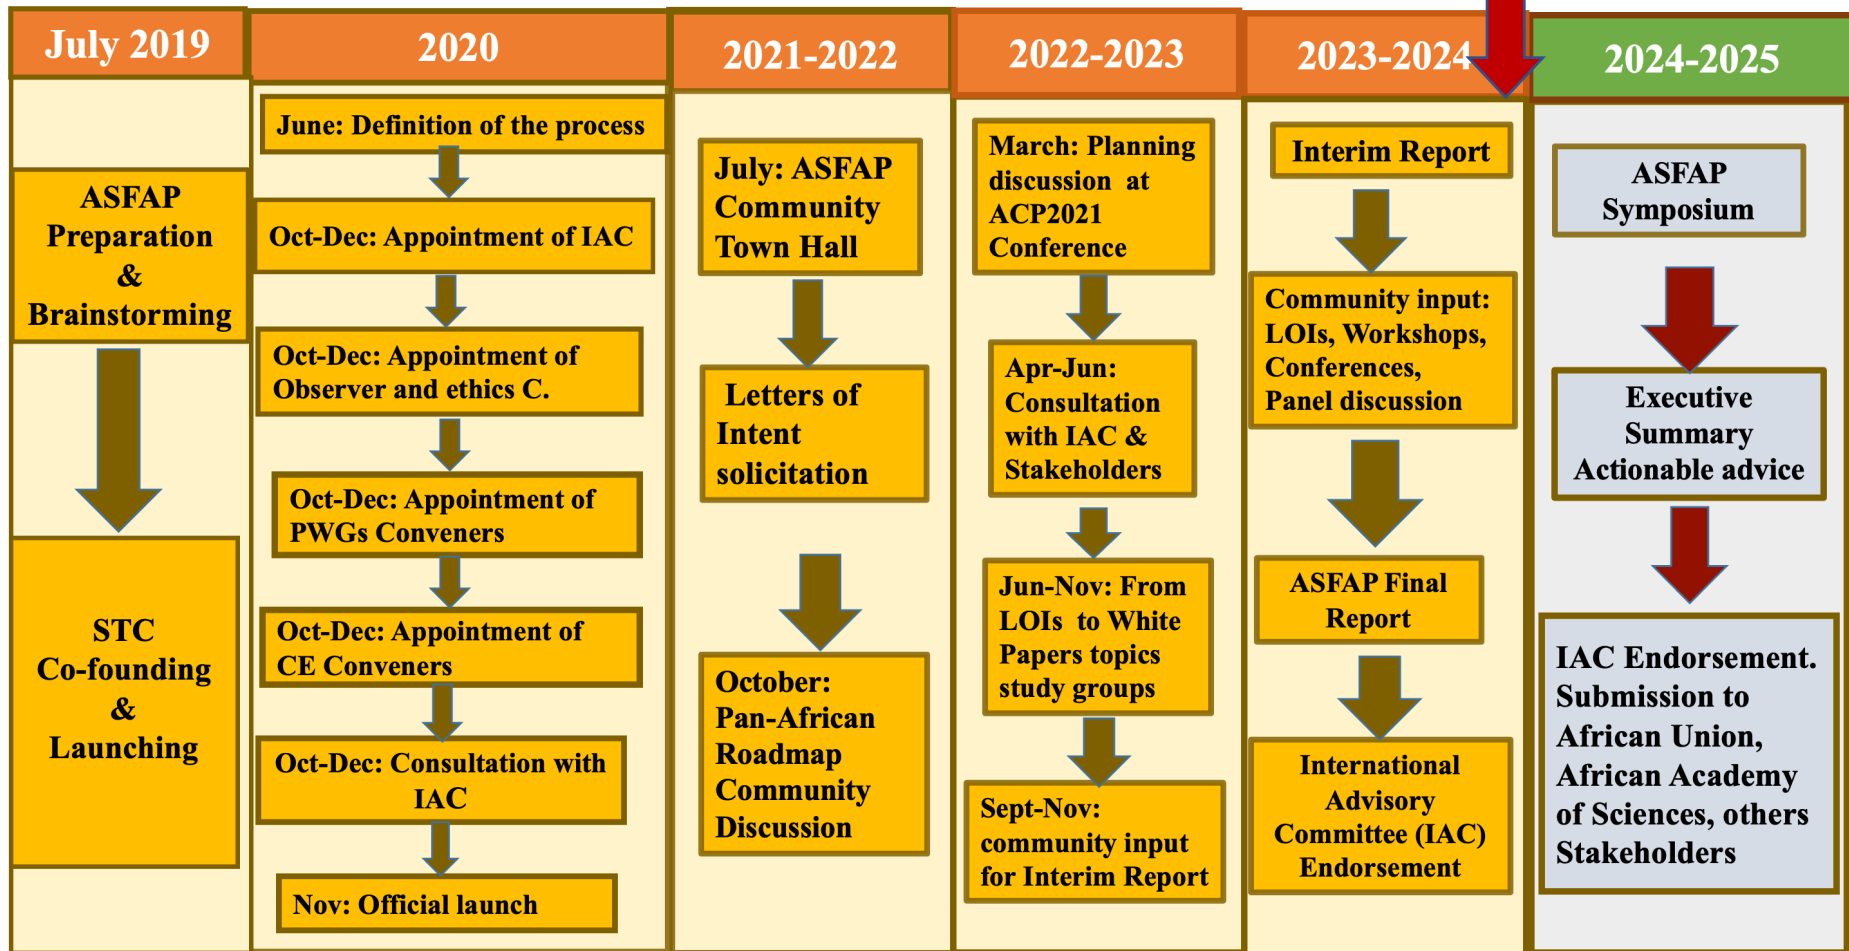 July 2019
ASFAP
Preparation
&
Brainstorming
STC
Co-founding
&
Launching
2020
June: Definition of the process
Oct-Dec: Appointment of IAC
Oct-Dec: Appointment of
Observer and ethics C.
Oct-Dec: Appointment of
PWGs Conveners
Oct-Dec: Appointment of
CE Conveners
Oct-Dec: Consultation with
IAC
Nov: Official launch
2021-2022
July: ASFAP
Community
Town Hall
Letters of
Intent
solicitation
October:
Pan-African
Roadmap
Community
Discussion
2022-2023
March: Planning
discussion at
ACP2021
Conference
Apr-Jun:
Consultation
with IAC &
Stakeholders
Jun-Nov: From
LOIs to White
Papers topics
study groups
Sept-Nov:
community input
for Interim Report
2023-2024
Interim Report
Community input:
LOIs, Workshops,
Conferences,
Panel discussion
ASFAP Final
Report
International
Advisory
Committee (IAC)
Endorsement
2024-2025
ASFAP
Symposium
Executive
Summary
Actionable advice
IAC Endorsement.
Submission to
African Union,
African Academy
of Sciences, others
Stakeholders